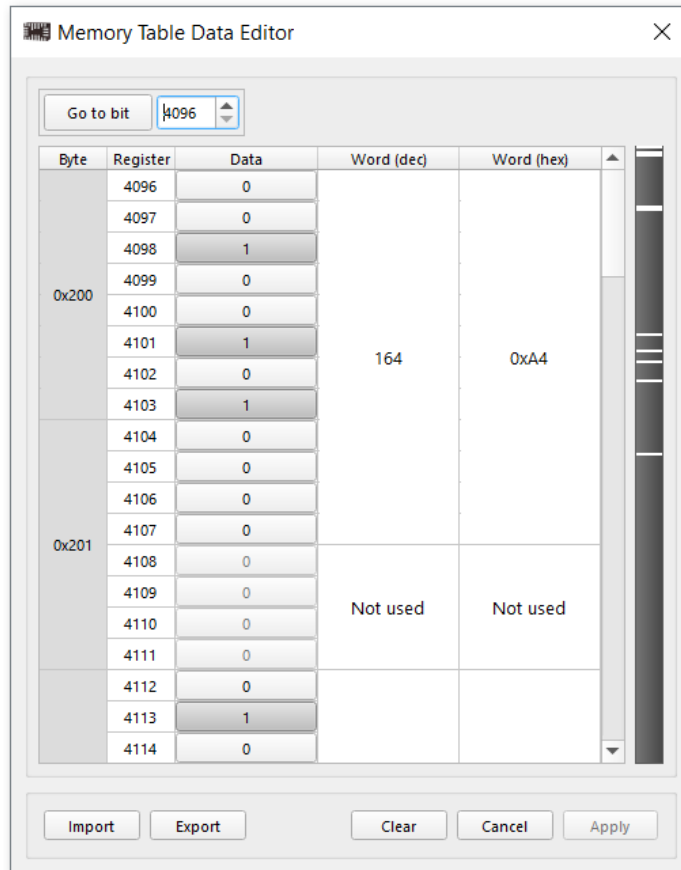 Memory Table Data Editor
Go to bit 4096
Byte Register Data Word (dec) Word (hex)
4096 0
4097 0
4098 1
4099 0
0x200
4100 0
4101 1
164 0xA4
4102 0
4103 1
4104 0
4105 0
4106 0
4107 0
0x201
4108 0
4109 0
Not used Not used
4110 0
4111 0
4112 0
4113 1
4114 0
Import Export Clear Cancel Apply